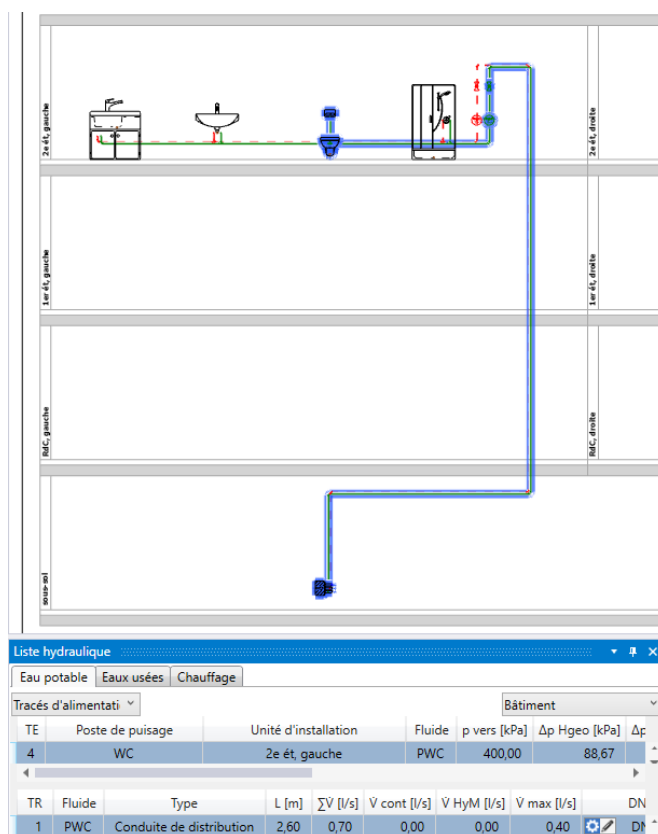 2e ét, gauche
2e ét, droite
1er ét, gauche
1er ét, droite
RdC, gauche
RdC, droite
sous-sol
Liste hydraulique
Eau potable Eaux usées Chauffage
Tracés d'alimentati Bâtiment
TE Poste de puisage Unité d'installation Fluide p vers [kPa] Δp Hgeo [kPa] Δp
4 WC 2e ét, gauche PWC 400,00 88,67
TR Fluide Type L [m] ∑V̇ [l/s] V̇ cont [l/s] V̇ HyM [l/s] V̇ max [l/s] DN
1 PWC Conduite de distribution 2,60 0,70 0,00 0,00 0,40 DN